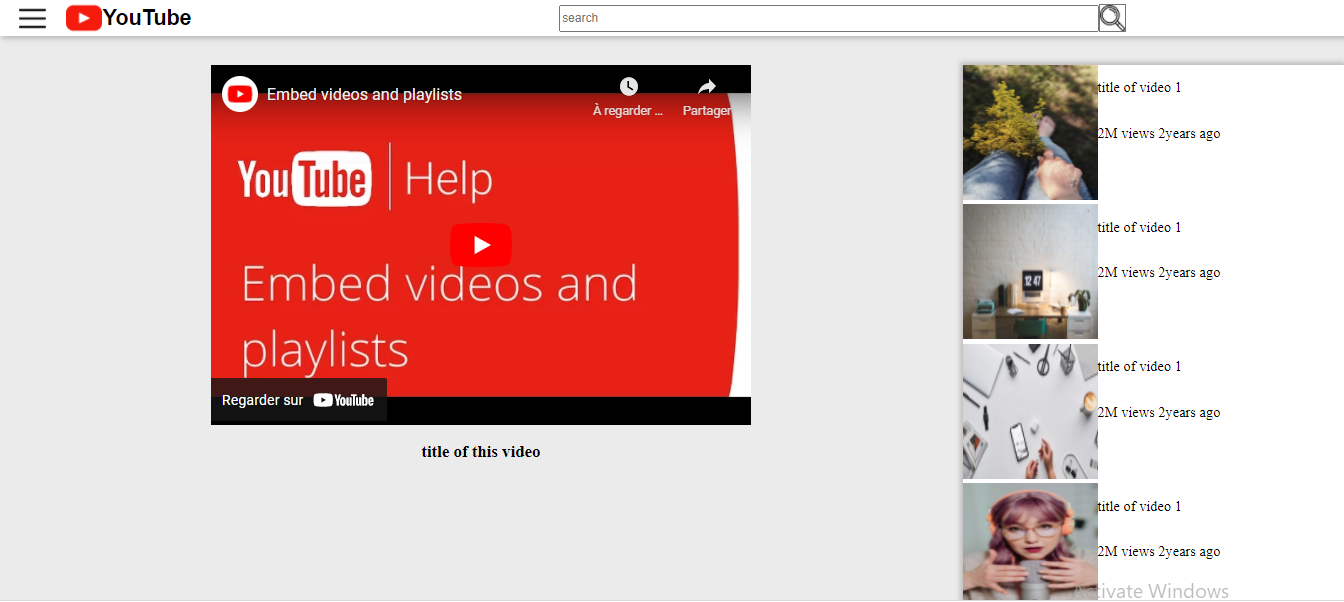 YouTube
search
Embed videos and playlists
À regarder ...
Partager
YouTube
Help
Embed videos and
playlists
Regarder sur YouTube
title of this video
title of video 1
2M views 2years ago
title of video 1
12 47
2M views 2years ago
title of video 1
2M views 2years ago
title of video 1
2M views 2years ago
Activate Windows